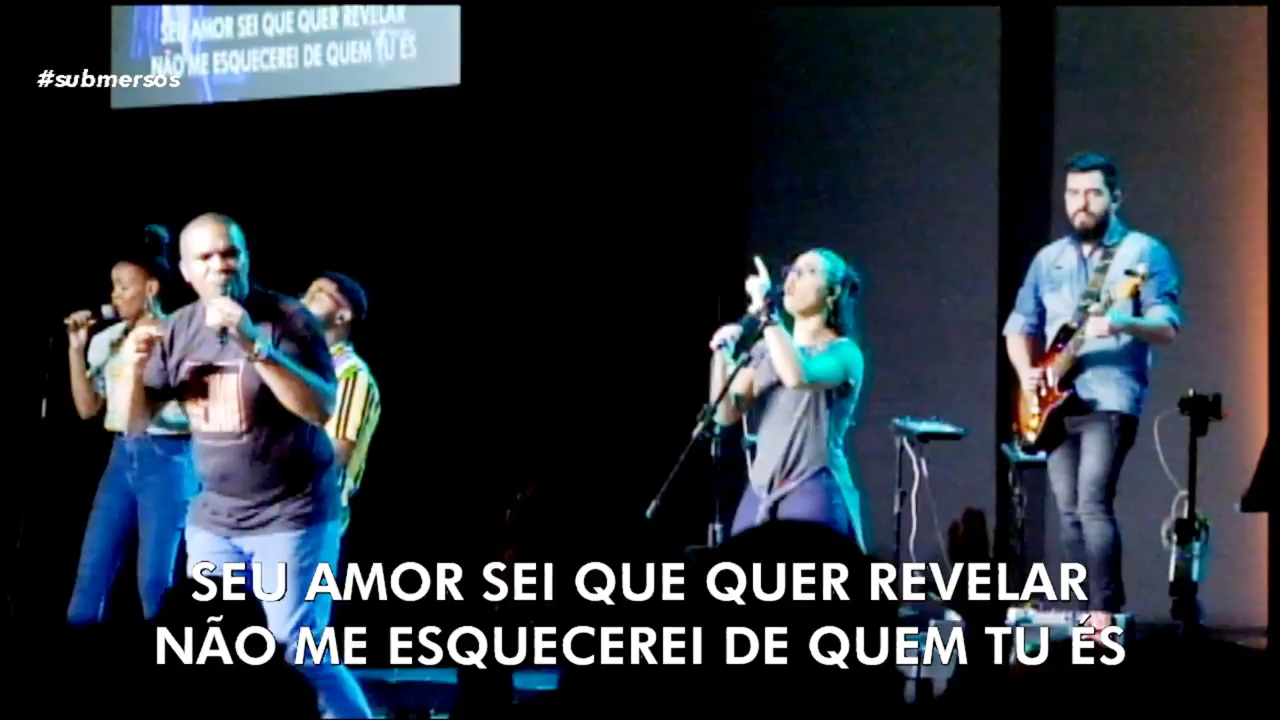 SEU AMOR SEI QUE QUER REVELAR
NÃO ME ESQUECEREI DE QUEM TU ÉS
#submersos
SEU AMOR SEI QUE QUER REVELAR
NÃO ME ESQUECEREI DE QUEM TU ÉS